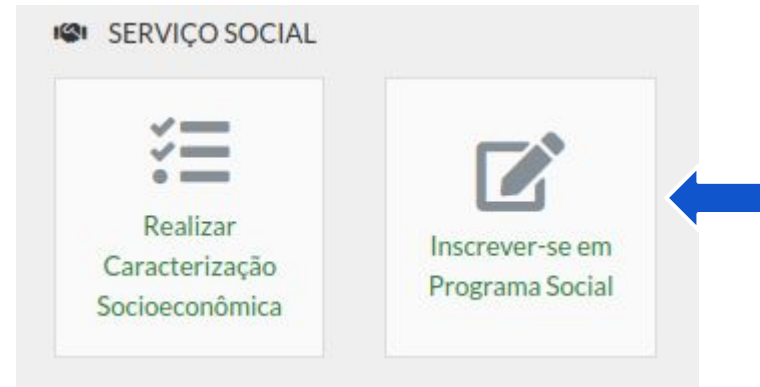 SERVIÇO SOCIAL
Realizar
Caracterização
Socioeconômica
Inscrever-se em
Programa Social